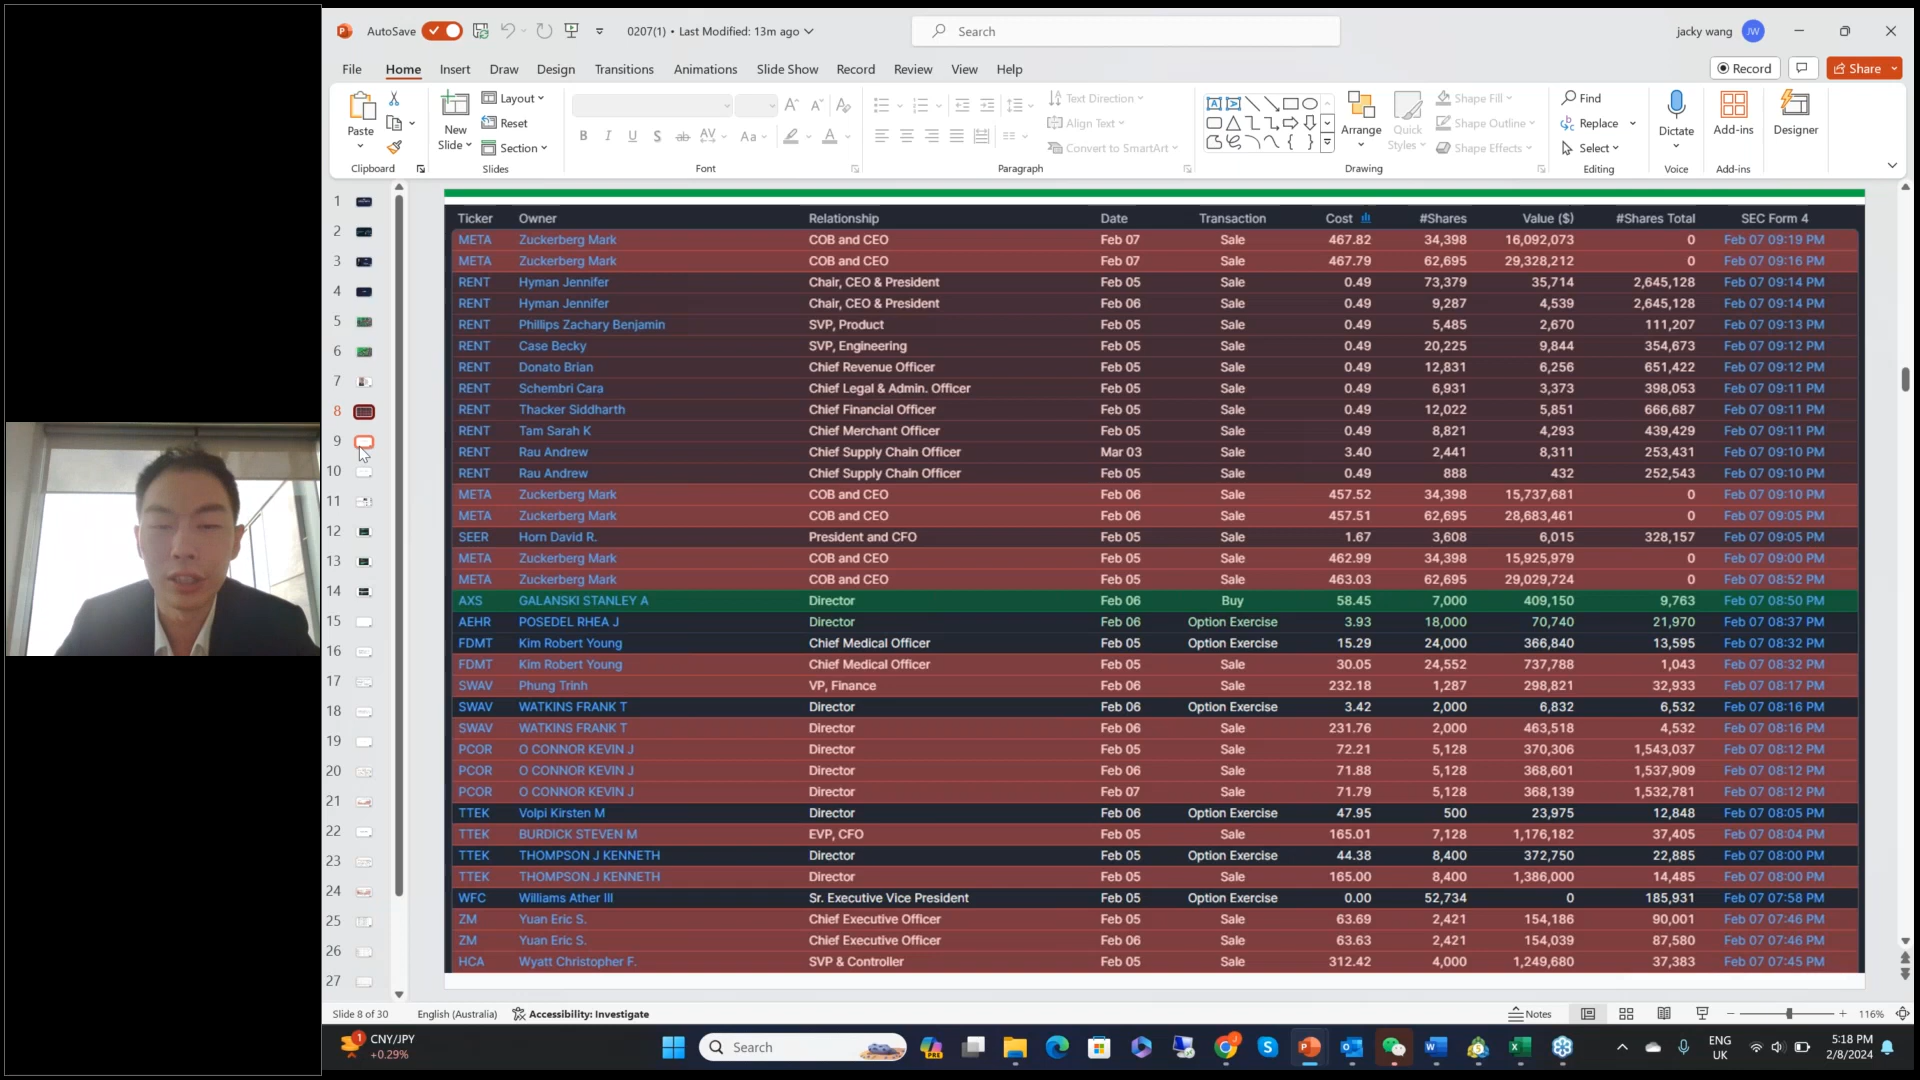 AutoSave
0207(1) • Last Modified: 13m ago
Search
jacky wang
JW
File Home Insert Draw Design Transitions Animations Slide Show Record Review View Help
Record
Share
Paste
New Slide
Layout
Reset
Section
Text Direction
Align Text
Convert to SmartArt
Arrange
Quick Styles
Shape Fill
Shape Outline
Shape Effects
Find
Replace
Select
Dictate
Add-ins
Designer
Clipboard Slides Font Paragraph Drawing Editing Voice Add-ins
1
2
3
4
5
6
7
8
9
10
11
12
13
14
15
16
17
18
19
20
21
22
23
24
25
26
27
Ticker Owner Relationship Date Transaction Cost #Shares Value ($) #Shares Total SEC Form 4
META Zuckerberg Mark COB and CEO Feb 07 Sale 467.82 34,398 16,092,073 0 Feb 07 09:19 PM
META Zuckerberg Mark COB and CEO Feb 07 Sale 467.79 62,695 29,328,212 0 Feb 07 09:16 PM
RENT Hyman Jennifer Chair, CEO & President Feb 05 Sale 0.49 73,379 35,714 2,645,128 Feb 07 09:14 PM
RENT Hyman Jennifer Chair, CEO & President Feb 06 Sale 0.49 9,287 4,539 2,645,128 Feb 07 09:14 PM
RENT Phillips Zachary Benjamin SVP, Product Feb 05 Sale 0.49 5,485 2,670 111,207 Feb 07 09:13 PM
RENT Case Becky SVP, Engineering Feb 05 Sale 0.49 20,225 9,844 354,673 Feb 07 09:12 PM
RENT Donato Brian Chief Revenue Officer Feb 05 Sale 0.49 12,831 6,256 651,422 Feb 07 09:12 PM
RENT Schembri Cara Chief Legal & Admin. Officer Feb 05 Sale 0.49 6,931 3,373 398,053 Feb 07 09:11 PM
RENT Thacker Siddharth Chief Financial Officer Feb 05 Sale 0.49 12,022 5,851 666,687 Feb 07 09:11 PM
RENT Tam Sarah K Chief Merchant Officer Feb 05 Sale 0.49 8,821 4,293 439,429 Feb 07 09:11 PM
RENT Rau Andrew Chief Supply Chain Officer Mar 03 Sale 3.40 2,441 8,311 253,431 Feb 07 09:10 PM
RENT Rau Andrew Chief Supply Chain Officer Feb 05 Sale 0.49 888 432 252,543 Feb 07 09:10 PM
META Zuckerberg Mark COB and CEO Feb 06 Sale 457.52 34,398 15,737,681 0 Feb 07 09:10 PM
META Zuckerberg Mark COB and CEO Feb 06 Sale 457.51 62,695 28,683,461 0 Feb 07 09:05 PM
SEER Horn David R. President and CFO Feb 05 Sale 1.67 3,608 6,015 328,157 Feb 07 09:05 PM
META Zuckerberg Mark COB and CEO Feb 05 Sale 462.99 34,398 15,925,979 0 Feb 07 09:00 PM
META Zuckerberg Mark COB and CEO Feb 05 Sale 463.03 62,695 29,029,724 0 Feb 07 08:52 PM
AXS GALANSKI STANLEY A Director Feb 06 Buy 58.45 7,000 409,150 9,763 Feb 07 08:50 PM
AEHR POSEDEL RHEA J Director Feb 06 Option Exercise 3.93 18,000 70,740 21,970 Feb 07 08:37 PM
FDMT Kim Robert Young Chief Medical Officer Feb 05 Option Exercise 15.29 24,000 366,840 13,595 Feb 07 08:32 PM
FDMT Kim Robert Young Chief Medical Officer Feb 05 Sale 30.05 24,552 737,788 1,043 Feb 07 08:32 PM
SWAV Phung Trinh VP, Finance Feb 06 Sale 232.18 1,287 298,821 32,933 Feb 07 08:17 PM
SWAV WATKINS FRANK T Director Feb 06 Option Exercise 3.42 2,000 6,832 6,532 Feb 07 08:16 PM
SWAV WATKINS FRANK T Director Feb 06 Sale 231.76 2,000 463,518 4,532 Feb 07 08:16 PM
PCOR O CONNOR KEVIN J Director Feb 05 Sale 72.21 5,128 370,306 1,543,037 Feb 07 08:12 PM
PCOR O CONNOR KEVIN J Director Feb 06 Sale 71.88 5,128 368,601 1,537,909 Feb 07 08:12 PM
PCOR O CONNOR KEVIN J Director Feb 07 Sale 71.79 5,128 368,139 1,532,781 Feb 07 08:12 PM
TTEK Volpi Kirsten M Director Feb 06 Option Exercise 47.95 500 23,975 12,848 Feb 07 08:05 PM
TTEK BURDICK STEVEN M EVP, CFO Feb 05 Sale 165.01 7,128 1,176,182 37,405 Feb 07 08:04 PM
TTEK THOMPSON J KENNETH Director Feb 05 Option Exercise 44.38 8,400 372,750 22,885 Feb 07 08:00 PM
TTEK THOMPSON J KENNETH Director Feb 05 Sale 165.00 8,400 1,386,000 14,485 Feb 07 08:00 PM
WFC Williams Ather III Sr. Executive Vice President Feb 05 Option Exercise 0.00 52,734 0 185,931 Feb 07 07:58 PM
ZM Yuan Eric S. Chief Executive Officer Feb 05 Sale 63.69 2,421 154,186 90,001 Feb 07 07:46 PM
ZM Yuan Eric S. Chief Executive Officer Feb 06 Sale 63.63 2,421 154,039 87,580 Feb 07 07:46 PM
HCA Wyatt Christopher F. SVP & Controller Feb 05 Sale 312.42 4,000 1,249,680 37,383 Feb 07 07:45 PM
Slide 8 of 30 English (Australia) Accessibility: Investigate Notes 116%
CNY/JPY
+0.29%
Search
ENG
UK
5:18 PM
2/8/2024